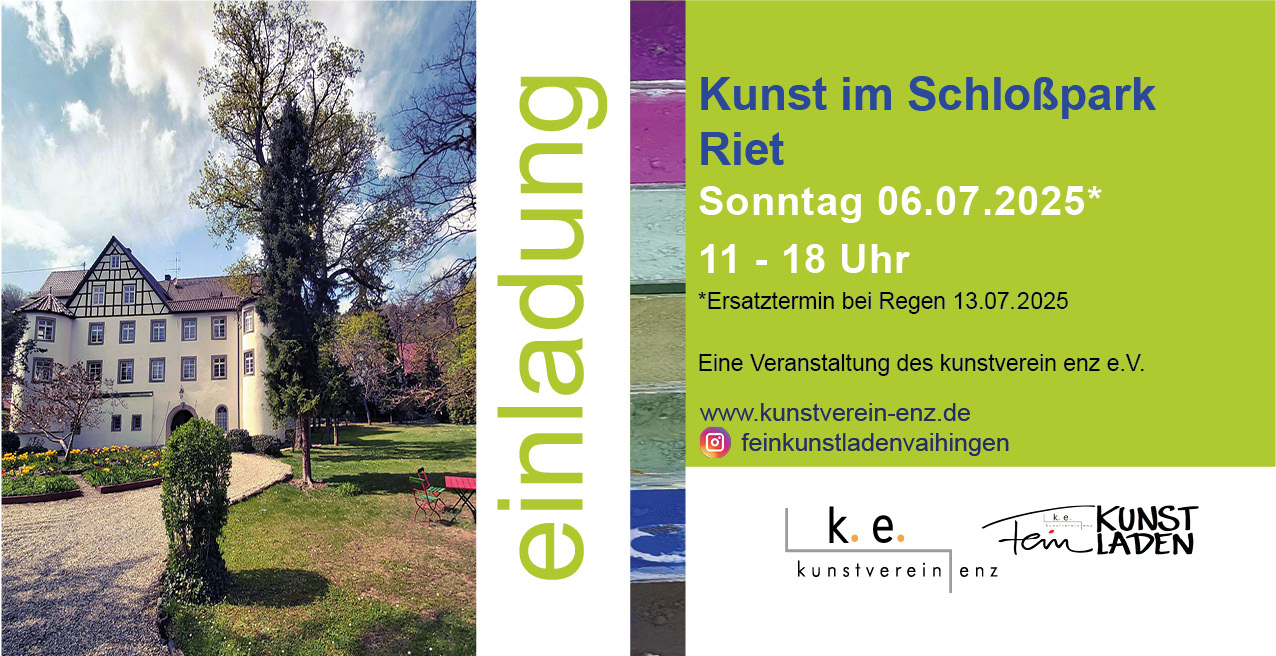 einladung
Kunst im Schloßpark
Riet
Sonntag 06.07.2025*
11 - 18 Uhr
*Ersatztermin bei Regen 13.07.2025
Eine Veranstaltung des kunstverein enz e.V.
www.kunstverein-enz.de
feinkunstladenvaihingen
k. e.
kunstverein enz
k. e.
kunstverein enz
Fein KUNST
LADEN